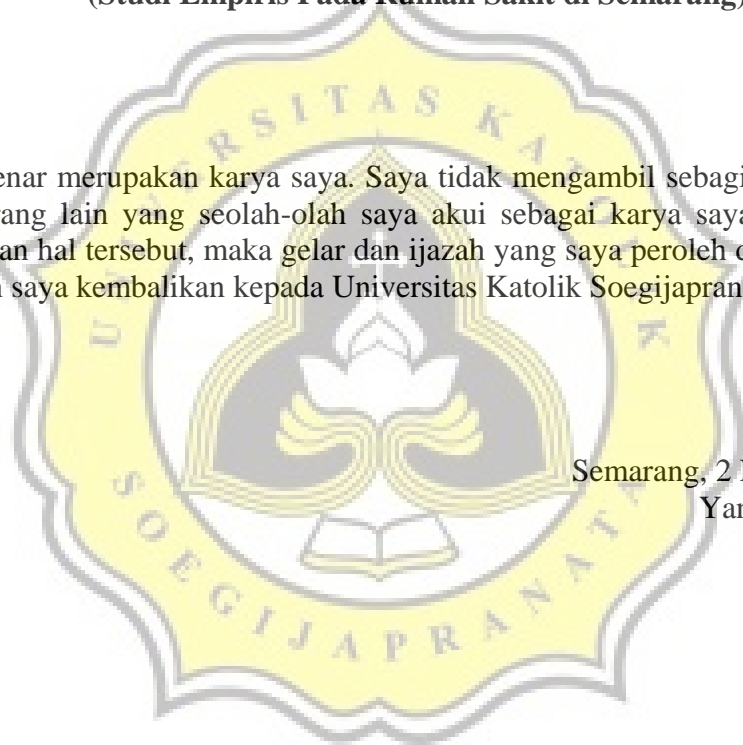 (Studi Empiris Pada Rumah Sakit di Semarang)
enar merupakan karya saya. Saya tidak mengambil sebagi
rang lain yang seolah-olah saya akui sebagai karya saya
an hal tersebut, maka gelar dan ijazah yang saya peroleh
saya kembalikan kepada Universitas Katolik Soegijapran
Semarang, 2
Yan
UNIVERSITAS KATOLIK
SOEGIJAPRANATA